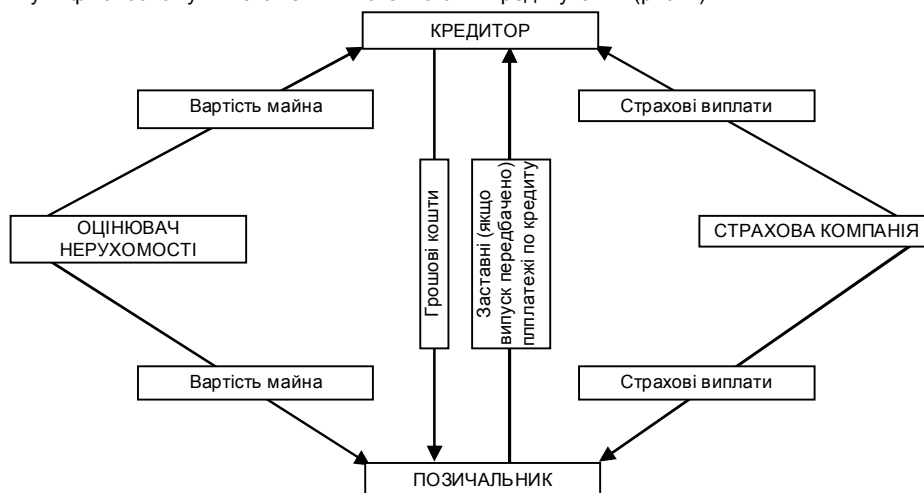 КРЕДИТОР
Вартість майна
Страхові виплати
Грошові кошти
Заставні (якщо
випуск передбачено)
плплатежі по кредиту
ОЦІНЮВАЧ
НЕРУХОМОСТІ
СТРАХОВА КОМПАНІЯ
Вартість майна
Страхові виплати
ПОЗИЧАЛЬНИК